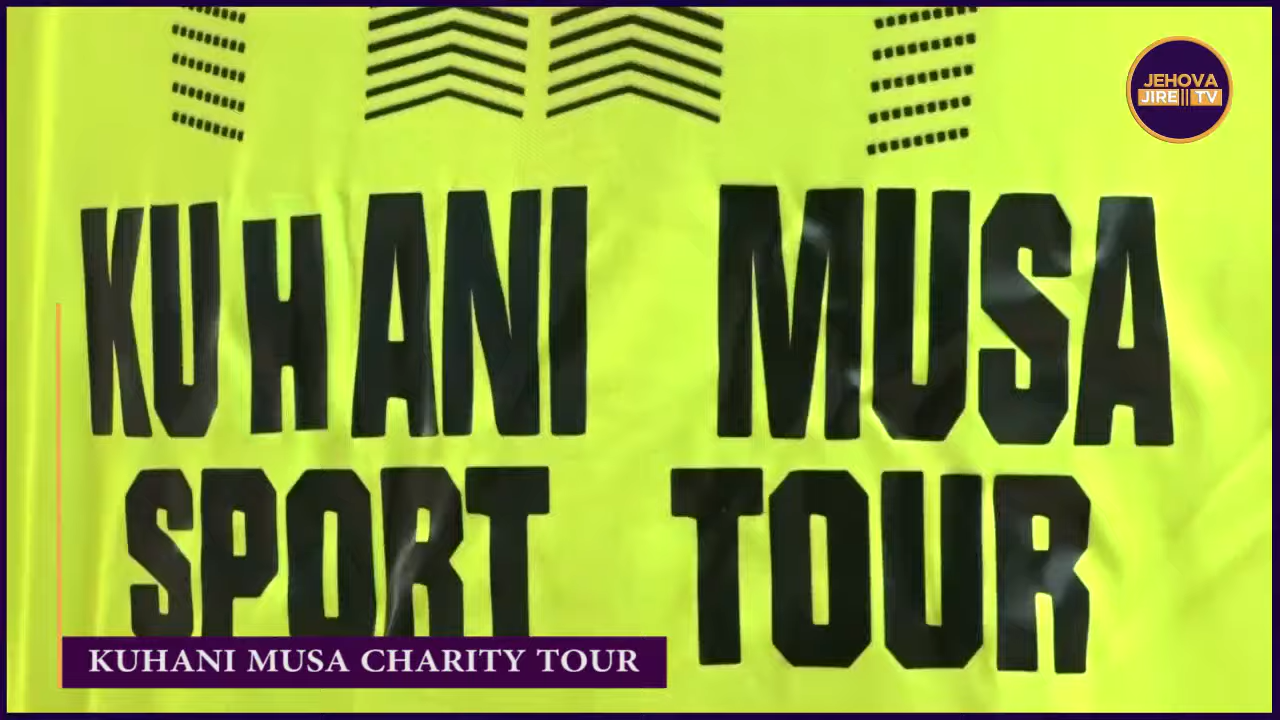 JEHOVA
JIRE TV
KUHANI MUSA
SPORT TOUR
KUHANI MUSA CHARITY TOUR